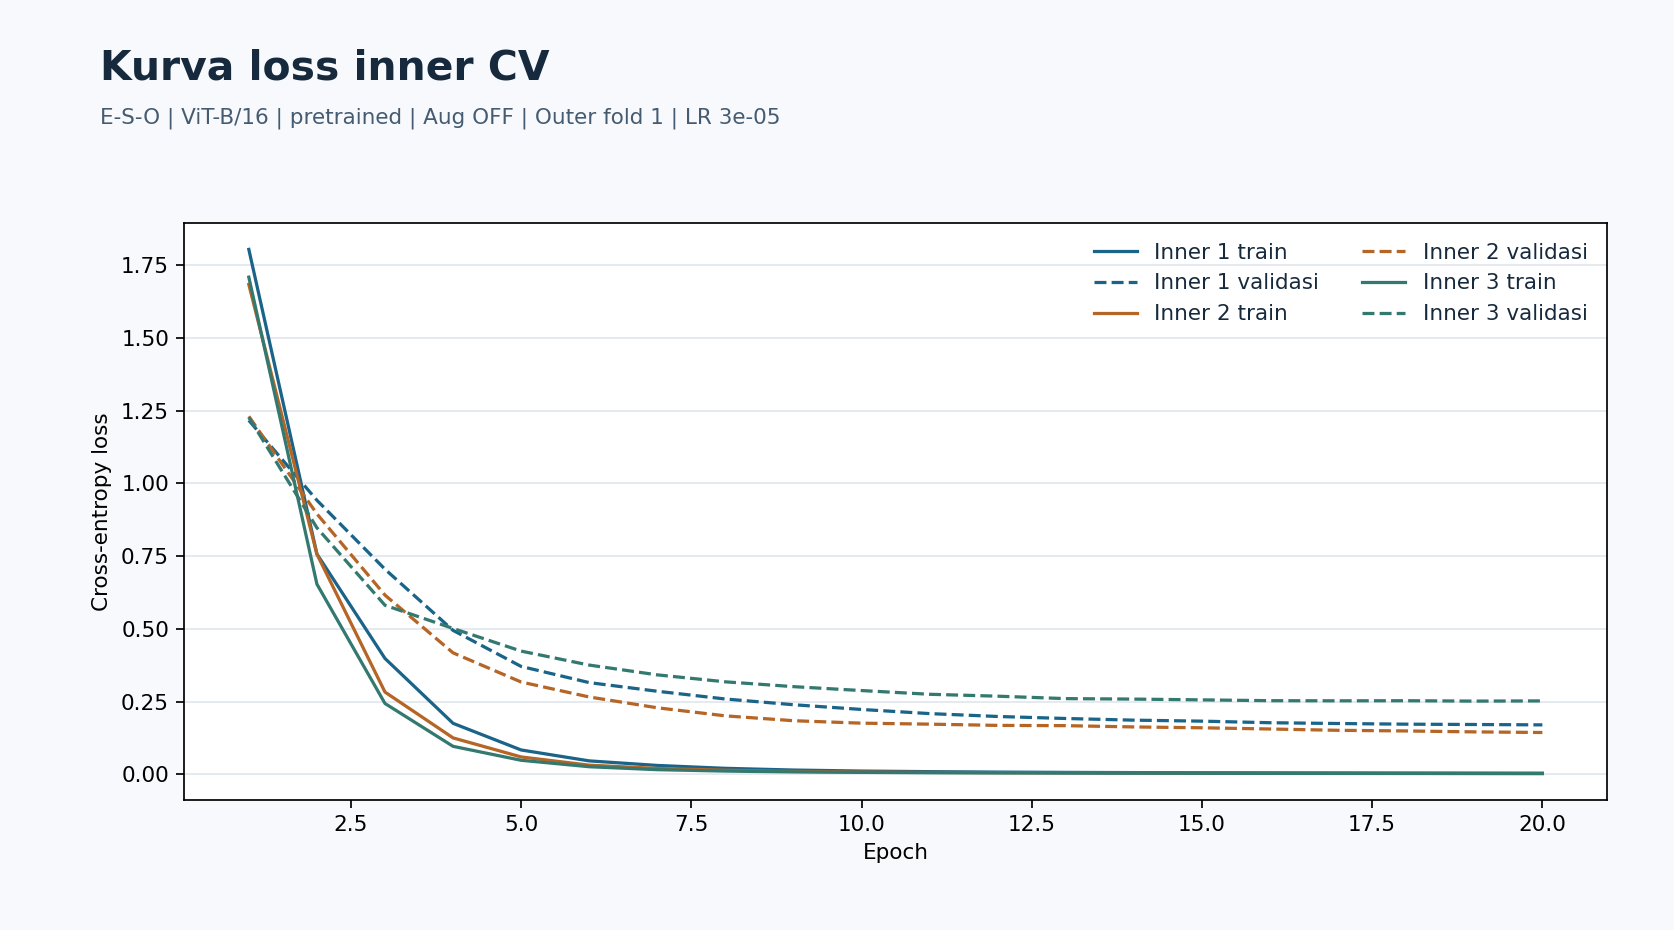 Kurva loss inner CV
E-S-O | ViT-B/16 | pretrained | Aug OFF | Outer fold 1 | LR 3e-05
Inner 1 train
Inner 1 validasi
Inner 2 train
Inner 2 validasi
Inner 3 train
Inner 3 validasi
Cross-entropy loss
1.75
1.50
1.25
1.00
0.75
0.50
0.25
0.00
2.5 5.0 7.5 10.0 12.5 15.0 17.5 20.0
Epoch